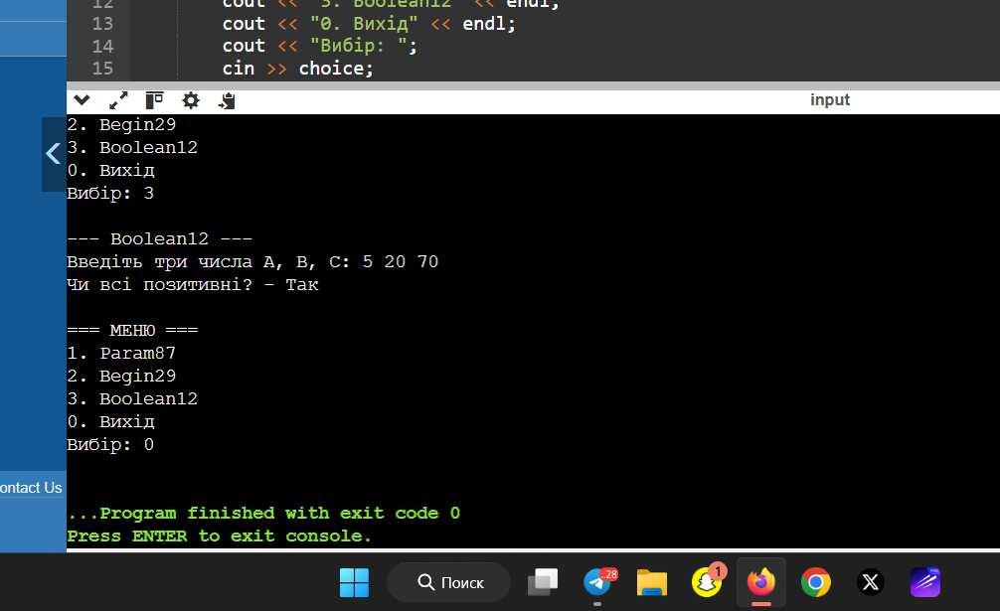 12 cout << "3. Boolean12" << endl;
13 cout << "0. Вихід" << endl;
14 cout << "Вибір: ";
15 cin >> choice;
input
2. Begin29
3. Boolean12
0. Вихід
Вибір: 3
--- Boolean12 ---
Введіть три числа A, B, C: 5 20 70
Чи всі позитивні? – Так
=== МЕНЮ ===
1. Param87
2. Begin29
3. Boolean12
0. Вихід
Вибір: 0
...Program finished with exit code 0
Press ENTER to exit console.
ontact Us
Поиск
..28
1